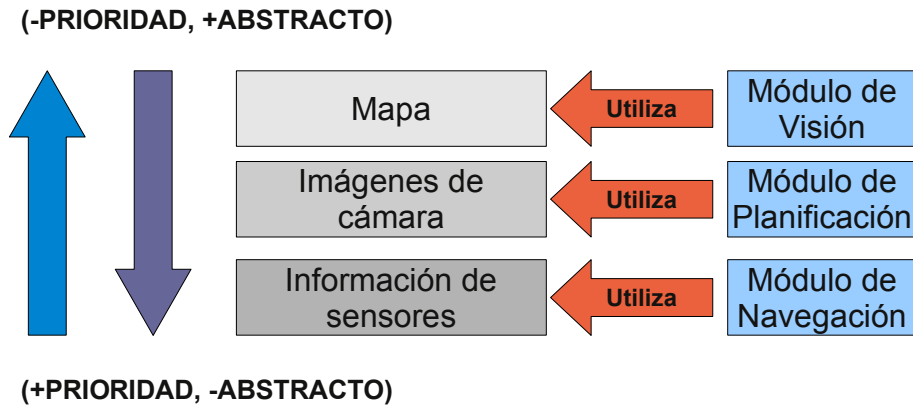 (-PRIORIDAD, +ABSTRACTO)
Mapa
Utiliza
Módulo de
Visión
Imágenes de
cámara
Utiliza
Módulo de
Planificación
Información de
sensores
Utiliza
Módulo de
Navegación
(+PRIORIDAD, -ABSTRACTO)